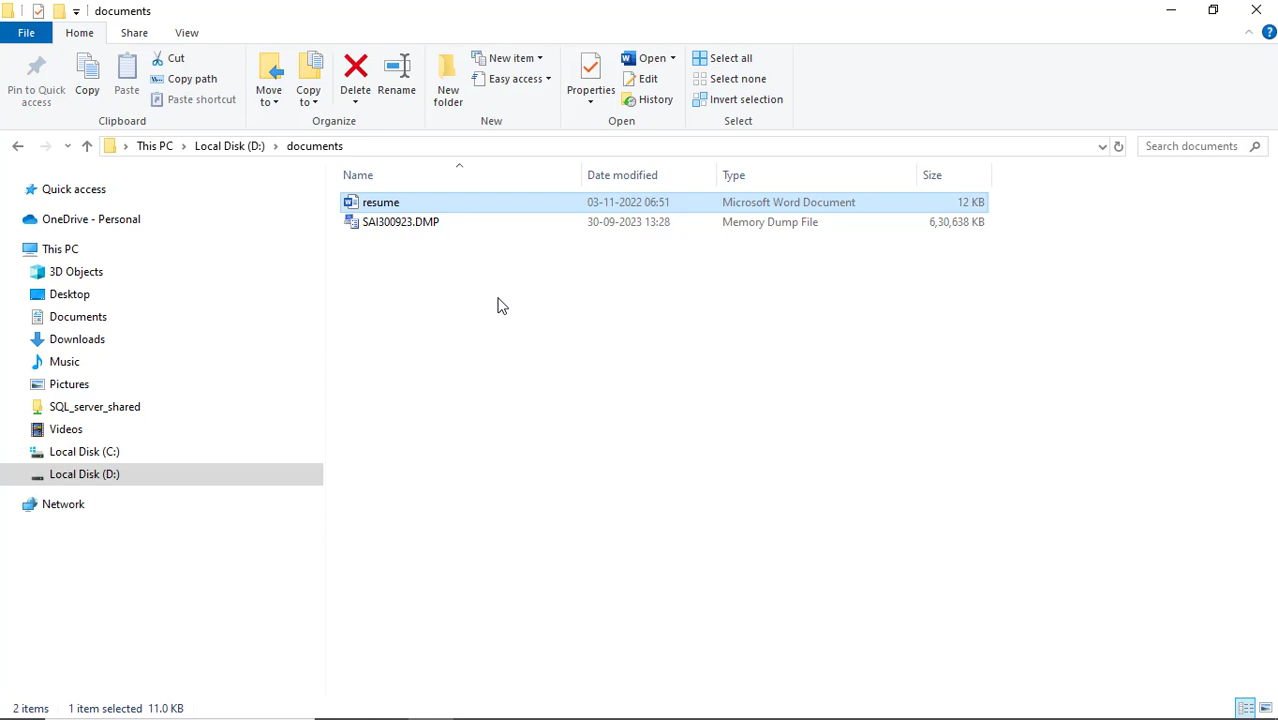 documents
File Home Share View
Pin to Quick access
Copy
Paste
Cut
Copy path
Paste shortcut
Clipboard
Move to
Copy to
Delete
Rename
Organize
New folder
New item
Easy access
New
Properties
Open
Edit
History
Open
Select all
Select none
Invert selection
Select
This PC Local Disk (D:) documents
Search documents
Name Date modified Type Size
resume 03-11-2022 06:51 Microsoft Word Document 12 KB
SAI300923.DMP 30-09-2023 13:28 Memory Dump File 6,30,638 KB
Quick access
OneDrive - Personal
This PC
3D Objects
Desktop
Documents
Downloads
Music
Pictures
SQL_server_shared
Videos
Local Disk (C:)
Local Disk (D:)
Network
2 items 1 item selected 11.0 KB